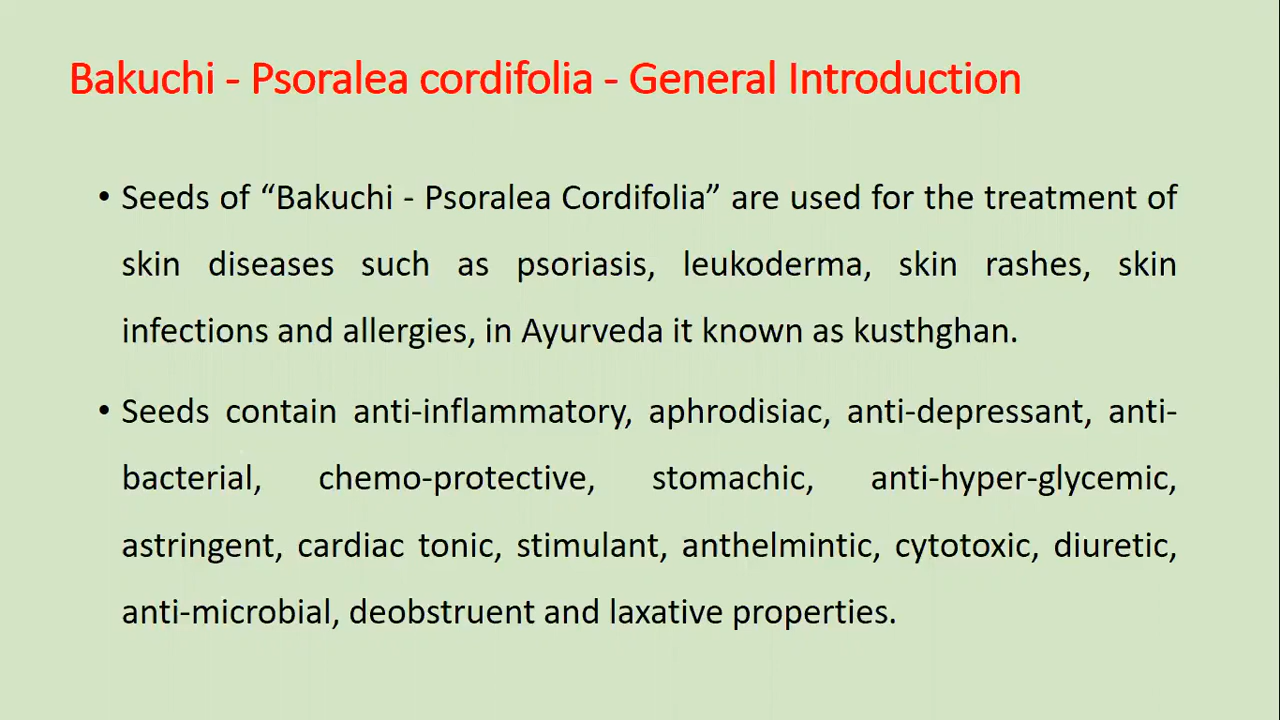 Bakuchi - Psoralea cordifolia - General Introduction
• Seeds of “Bakuchi - Psoralea Cordifolia” are used for the treatment of
skin diseases such as psoriasis, leukoderma, skin rashes, skin
infections and allergies, in Ayurveda it known as kusthghan.
• Seeds contain anti-inflammatory, aphrodisiac, anti-depressant, anti-
bacterial, chemo-protective, stomachic, anti-hyper-glycemic,
astringent, cardiac tonic, stimulant, anthelmintic, cytotoxic, diuretic,
anti-microbial, deobstruent and laxative properties.